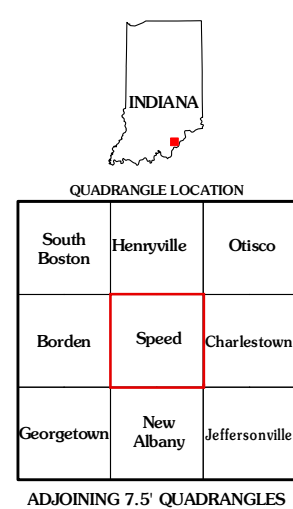 INDIANA
QUADRANGLE LOCATION
South
Boston
Henryville
Otisco
Borden
Speed
Charlestown
Georgetown
New
Albany
Jeffersonville
ADJOINING 7.5' QUADRANGLES